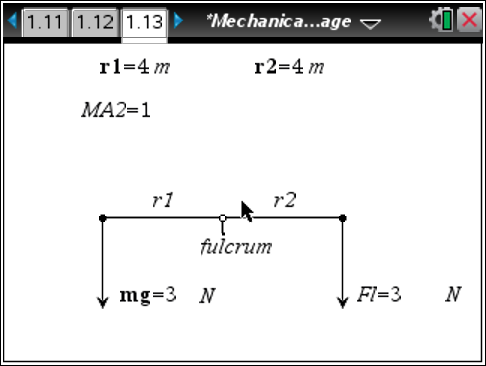 1.11 1.12 1.13 *Mechanica...age
r1=4 m r2=4 m
MA2=1
r1 r2
fulcrum
mg=3 N Fl=3 N